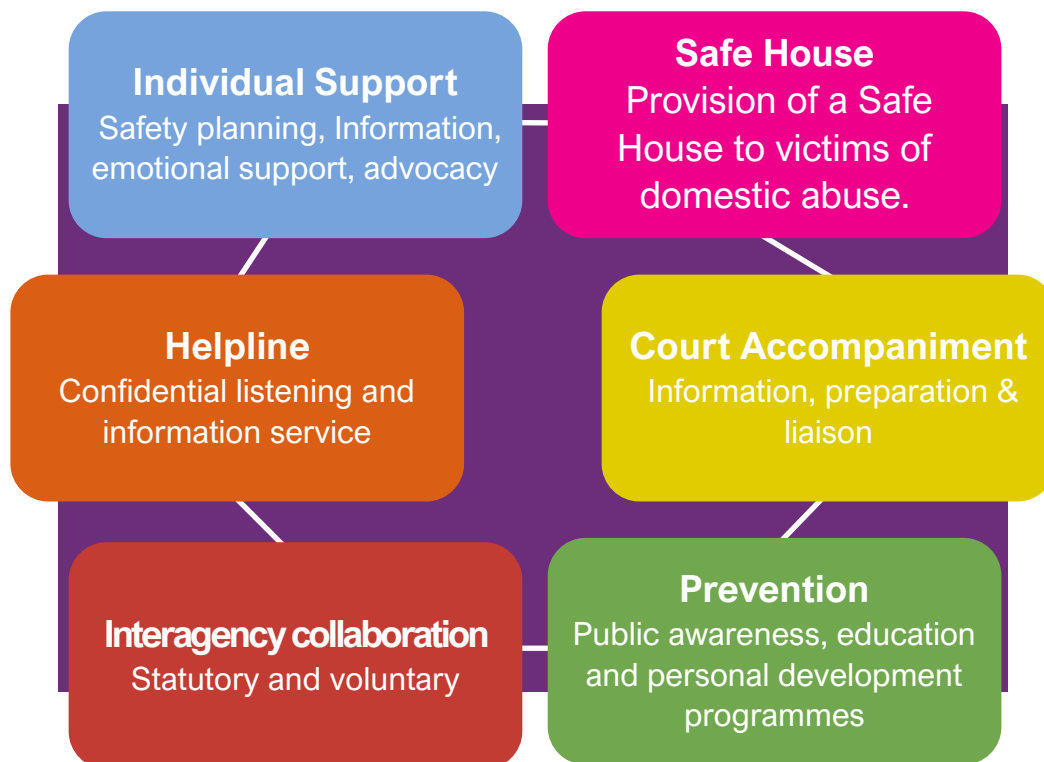 Individual Support
Safety planning, Information,
emotional support, advocacy
Safe House
Provision of a Safe
House to victims of
domestic abuse.
Helpline
Confidential listening and
information service
Court Accompaniment
Information, preparation &
liaison
Interagency collaboration
Statutory and voluntary
Prevention
Public awareness, education
and personal development
programmes